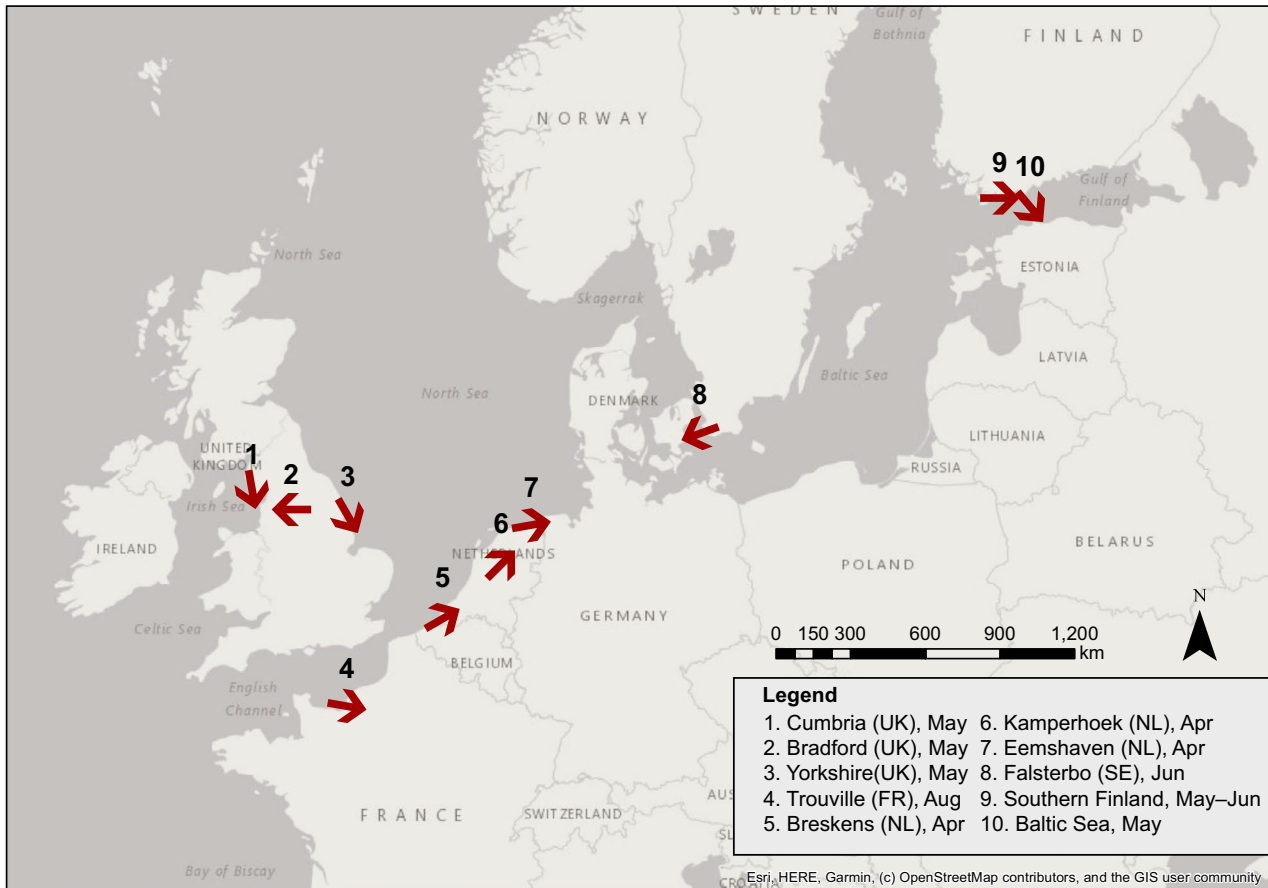 SWEDEN
Gulf of
Bothnia
FINLAND
NORWAY
9 10
Gulf of
Finland
North Sea
ESTONIA
Skagerrak
LATVIA
Baltic Sea
North Sea
DENMARK
8
LITHUANIA
UNITED
KINGDOM
1
2
3
RUSSIA
7
Irish Sea
6
IRELAND
NETHERLANDS
BELARUS
POLAND
5
GERMANY
Celtic Sea
N
0 150 300 600 900 1,200
km
BELGIUM
4
English
Channel
FRANCE
SWITZERLAND
AUS
SL
CROATIA
Bay of Biscay
Legend
1. Cumbria (UK), May
2. Bradford (UK), May
3. Yorkshire(UK), May
4. Trouville (FR), Aug
5. Breskens (NL), Apr
6. Kamperhoek (NL), Apr
7. Eemshaven (NL), Apr
8. Falsterbo (SE), Jun
9. Southern Finland, May–Jun
10. Baltic Sea, May
Esri, HERE, Garmin, (c) OpenStreetMap contributors, and the GIS user community